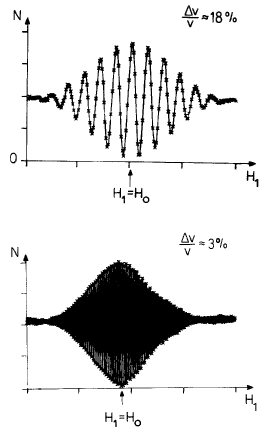 N
Δv/v ≈ 18%
0
H₁
H₁=H₀
N
Δv/v ≈ 3%
H₁
H₁=H₀